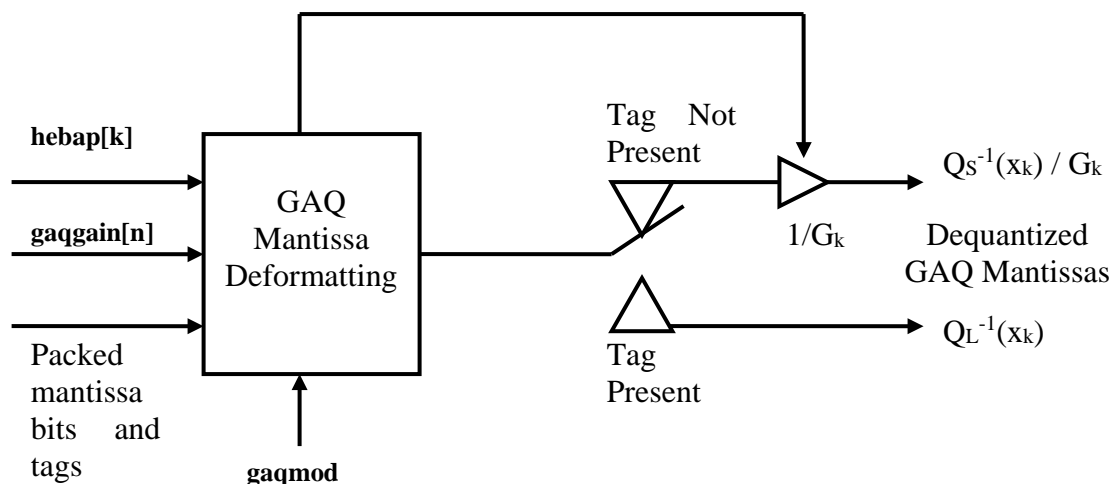 hebap[k]
gaqgain[n]
Packed
mantissa
bits and
tags
GAQ
Mantissa
Deformatting
gaqmod
Tag Not
Present
1/Gₖ
Tag
Present
Qₛ⁻¹(xₖ) / Gₖ
Dequantized
GAQ Mantissas
Q_L⁻¹(xₖ)